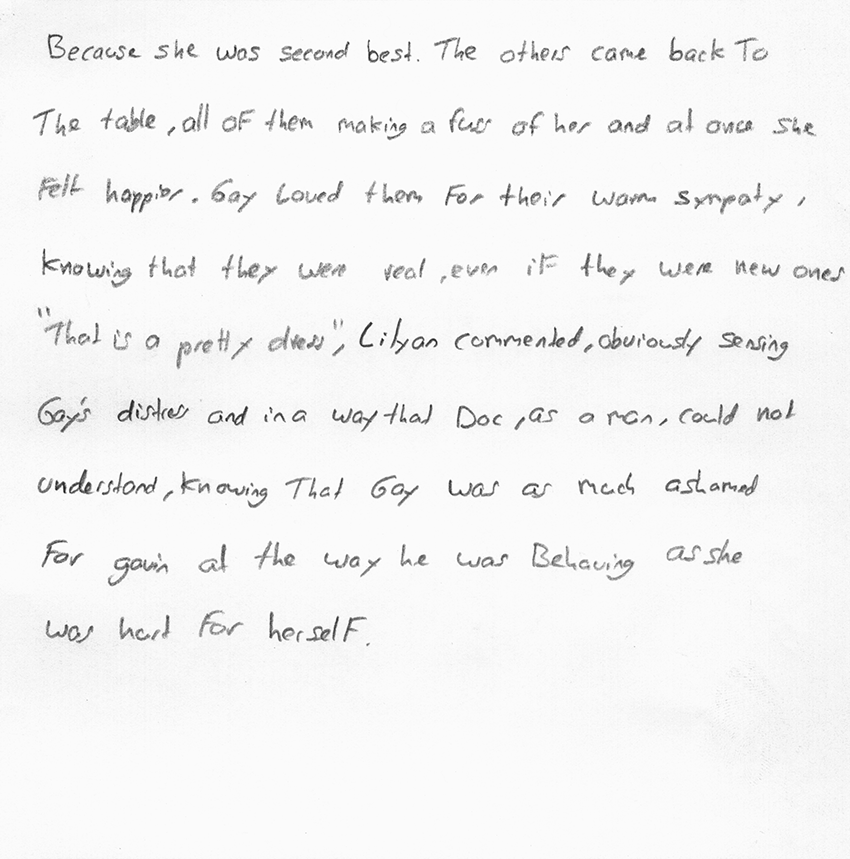 Because she was second best. The others came back To
The table, all of them making a fuss of her and at once she
Felt happier. Gay Loved them For their warm sympaty,
knowing that they were real, even if they were new ones
"That is a pretty dress", Lilyan commented, obviously sensing
Gay's distress and in a way that Doc, as a man, could not
understand, knowing That Gay was as much ashamed
For gavin at the way he was Behaving as she
was hart For herself.